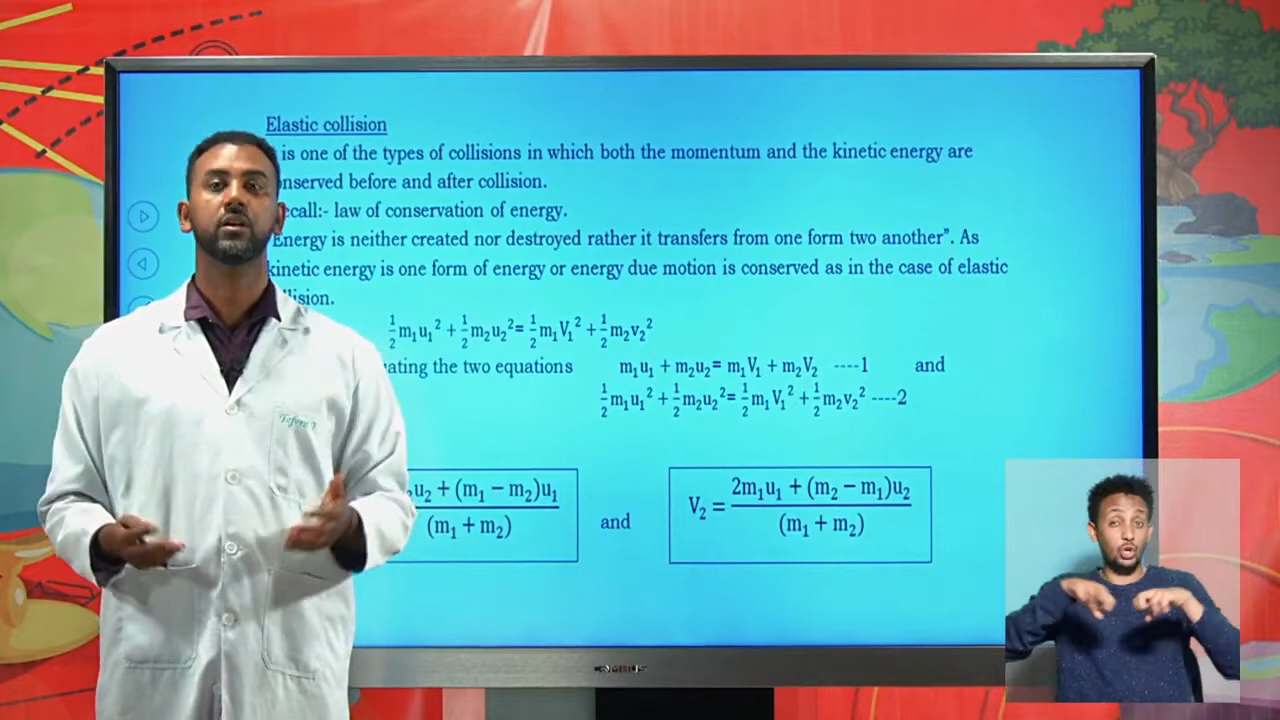 Elastic collision
is one of the types of collisions in which both the momentum and the kinetic energy are
onserved before and after collision.
ecall:- law of conservation of energy.
"Energy is neither created nor destroyed rather it transfers from one form two another”. As
kinetic energy is one form of energy or energy due motion is conserved as in the case of elastic
lision.
½m₁u₁² + ½m₂u₂²= ½m₁V₁² + ½m₂v₂²
ating the two equations m₁u₁ + m₂u₂= m₁V₁ + m₂V₂ ----1 and
½m₁u₁² + ½m₂u₂²= ½m₁V₁² + ½m₂v₂² ----2
₂u₂ + (m₁ − m₂)u₁ / (m₁ + m₂) and V₂ = 2m₁u₁ + (m₂ − m₁)u₂ / (m₁ + m₂)